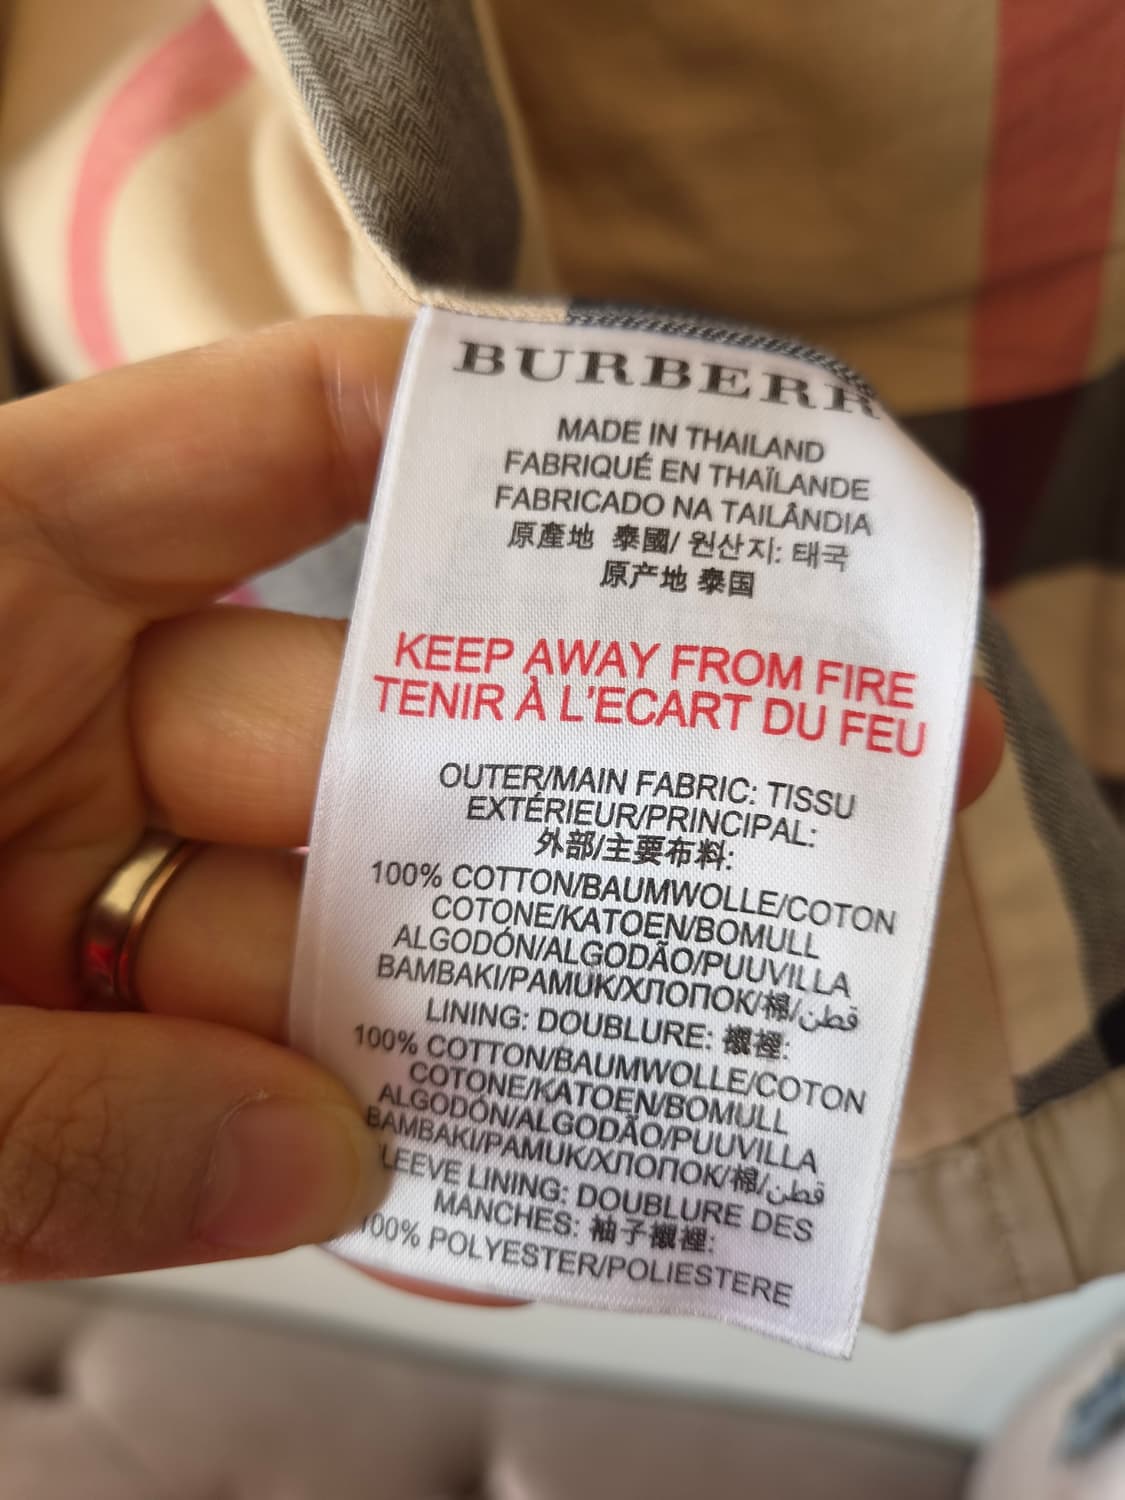 BURBERR
MADE IN THAILAND
FABRIQUÉ EN THAÏLANDE
FABRICADO NA TAILÂNDIA
原產地 泰國/ 원산지: 태국
原产地 泰国
KEEP AWAY FROM FIRE
TENIR À L'ECART DU FEU
OUTER/MAIN FABRIC: TISSU
EXTÉRIEUR/PRINCIPAL:
外部/主要布料:
100% COTTON/BAUMWOLLE/COTON
COTONE/KATOEN/BOMULL
ALGODÓN/ALGODÃO/PUUVILLA
BAMBAKI/PAMUK/ХЛОПОК/棉/قطن
LINING: DOUBLURE: 襯裡:
100% COTTON/BAUMWOLLE/COTON
COTONE/KATOEN/BOMULL
ALGODÓN/ALGODÃO/PUUVILLA
BAMBAKI/PAMUK/ХЛОПОК/棉/قطن
LEEVE LINING: DOUBLURE DES
MANCHES: 袖子襯裡:
100% POLYESTER/POLIESTERE